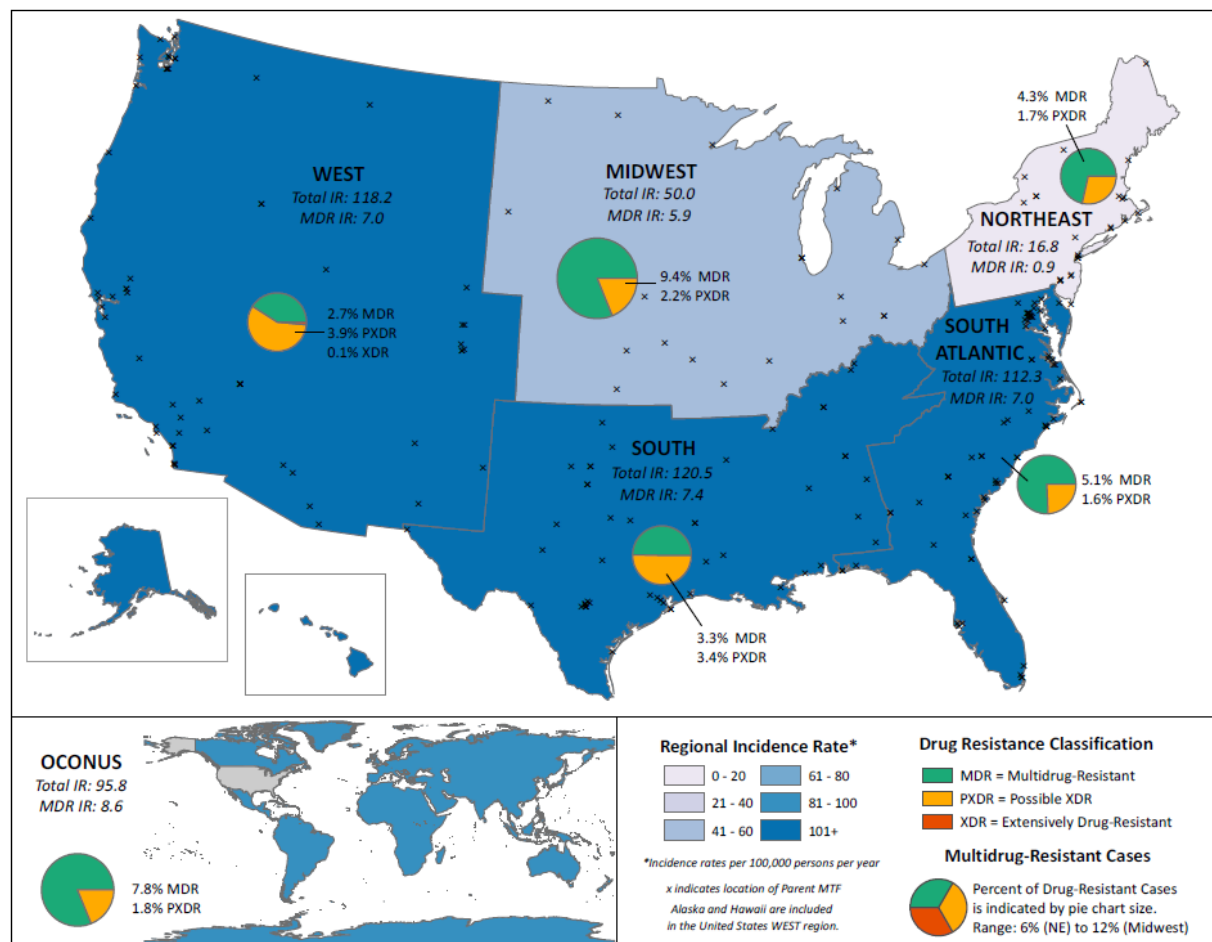 WEST
Total IR: 118.2
MDR IR: 7.0
2.7% MDR
3.9% PXDR
0.1% XDR
MIDWEST
Total IR: 50.0
MDR IR: 5.9
9.4% MDR
2.2% PXDR
4.3% MDR
1.7% PXDR
NORTHEAST
Total IR: 16.8
MDR IR: 0.9
SOUTH
ATLANTIC
Total IR: 112.3
MDR IR: 7.0
5.1% MDR
1.6% PXDR
SOUTH
Total IR: 120.5
MDR IR: 7.4
3.3% MDR
3.4% PXDR
OCONUS
Total IR: 95.8
MDR IR: 8.6
7.8% MDR
1.8% PXDR
Regional Incidence Rate*
0 - 20
21 - 40
41 - 60
61 - 80
81 - 100
101+
*Incidence rates per 100,000 persons per year
x indicates location of Parent MTF
Alaska and Hawaii are included
in the United States WEST region.
Drug Resistance Classification
MDR = Multidrug-Resistant
PXDR = Possible XDR
XDR = Extensively Drug-Resistant
Multidrug-Resistant Cases
Percent of Drug-Resistant Cases
is indicated by pie chart size.
Range: 6% (NE) to 12% (Midwest)